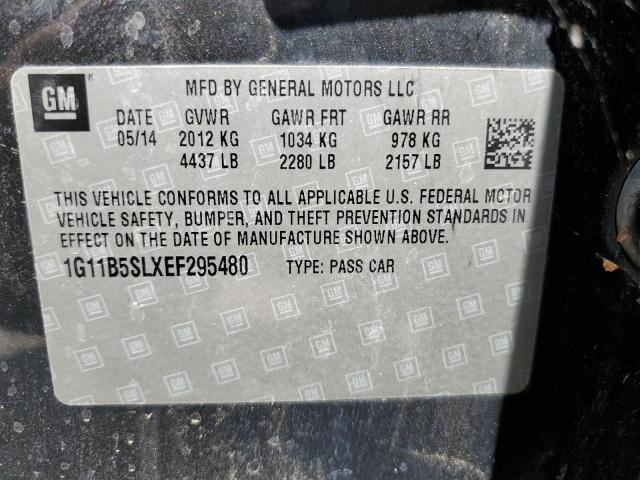 GM ®
MFD BY GENERAL MOTORS LLC
DATE GVWR GAWR FRT GAWR RR
05/14 2012 KG 1034 KG 978 KG
4437 LB 2280 LB 2157 LB
THIS VEHICLE CONFORMS TO ALL APPLICABLE U.S. FEDERAL MOTOR
VEHICLE SAFETY, BUMPER, AND THEFT PREVENTION STANDARDS IN
EFFECT ON THE DATE OF MANUFACTURE SHOWN ABOVE.
1G11B5SLXEF295480 TYPE: PASS CAR